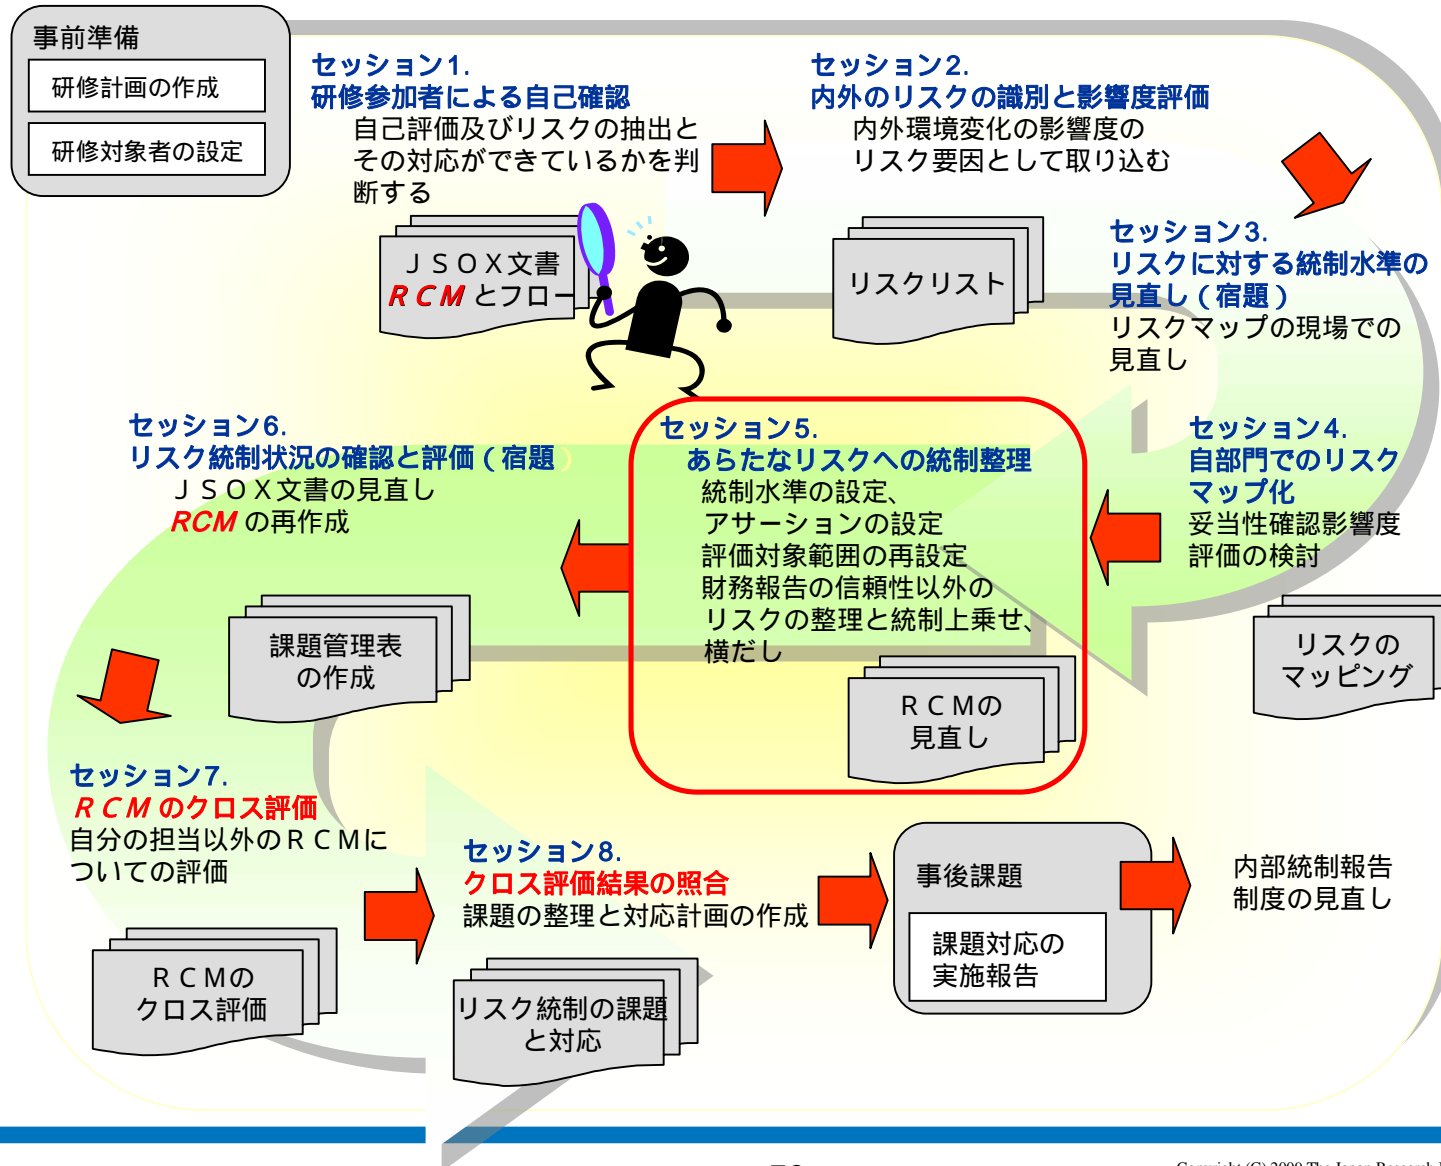 事前準備
研修計画の作成
研修対象者の設定
セッション1.
研修参加者による自己確認
自己評価及びリスクの抽出と
その対応ができているかを判
断する
ＪＳＯＸ文書
ＲＣＭとフロー
セッション2.
内外のリスクの識別と影響度評価
内外環境変化の影響度の
リスク要因として取り込む
リスクリスト
セッション3.
リスクに対する統制水準の
見直し（宿題）
リスクマップの現場での
見直し
セッション4.
自部門でのリスク
マップ化
妥当性確認影響度
評価の検討
リスクの
マッピング
セッション5.
あらたなリスクへの統制整理
統制水準の設定、
アサーションの設定
評価対象範囲の再設定
財務報告の信頼性以外の
リスクの整理と統制上乗せ、
横だし
ＲＣＭの
見直し
セッション6.
リスク統制状況の確認と評価（宿題）
ＪＳＯＸ文書の見直し
RCMの再作成
課題管理表
の作成
セッション7.
ＲＣＭのクロス評価
自分の担当以外のＲＣＭに
ついての評価
ＲＣＭの
クロス評価
セッション8.
クロス評価結果の照合
課題の整理と対応計画の作成
リスク統制の課題
と対応
事後課題
課題対応の
実施報告
内部統制報告
制度の見直し